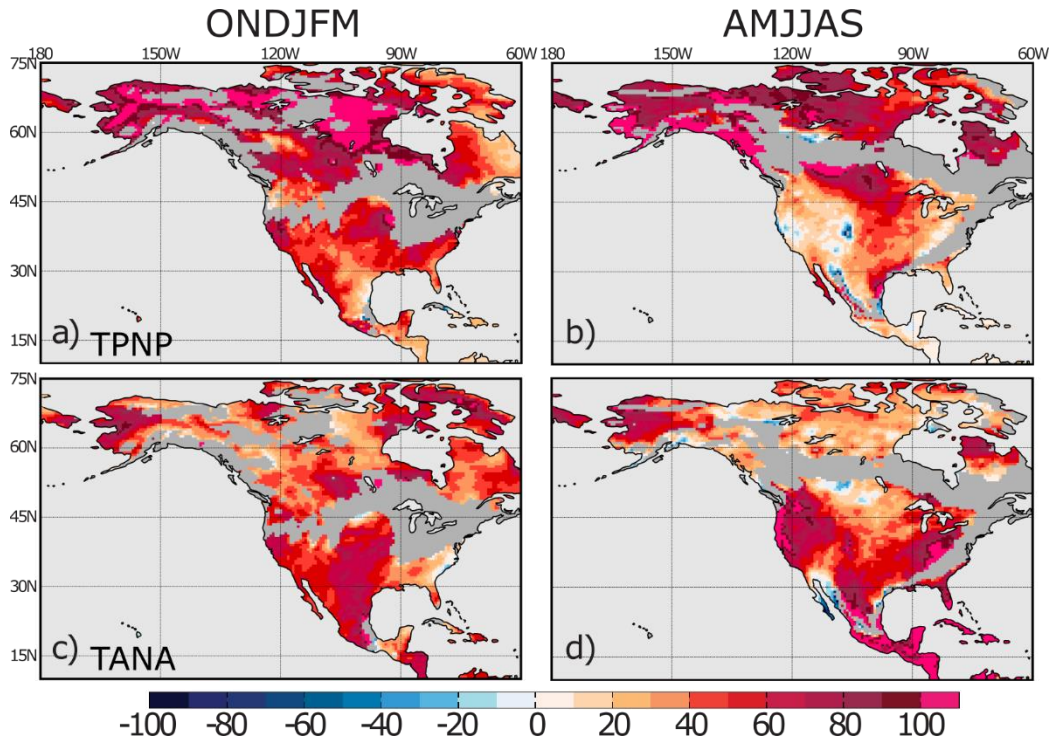 ONDJFM AMJJAS
180 150W 120W 90W 60W 180 150W 120W 90W 60W
75N
60N
45N
30N
15N
a) TPNP
b)
75N
60N
45N
30N
15N
c) TANA
d)
-100 -80 -60 -40 -20 0 20 40 60 80 100